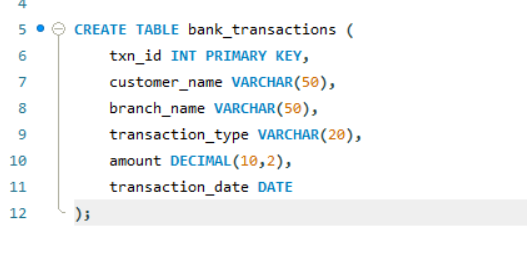 4
5 CREATE TABLE bank_transactions (
6 txn_id INT PRIMARY KEY,
7 customer_name VARCHAR(50),
8 branch_name VARCHAR(50),
9 transaction_type VARCHAR(20),
10 amount DECIMAL(10,2),
11 transaction_date DATE
12 );